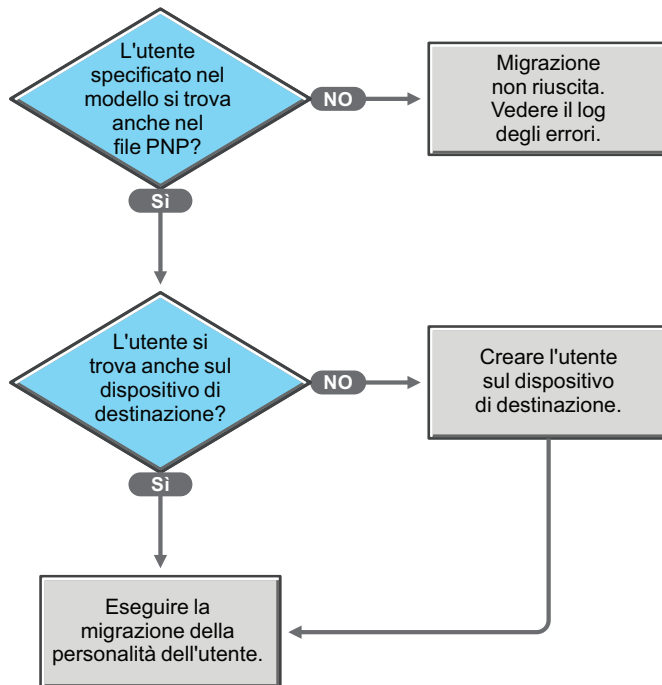 L'utente
specificato nel
modello si trova
anche nel
file PNP?
NO
Migrazione
non riuscita.
Vedere il log
degli errori.
Sì
L'utente si
trova anche sul
dispositivo di
destinazione?
NO
Creare l'utente
sul dispositivo
di destinazione.
Sì
Eseguire la
migrazione della
personalità dell'utente.